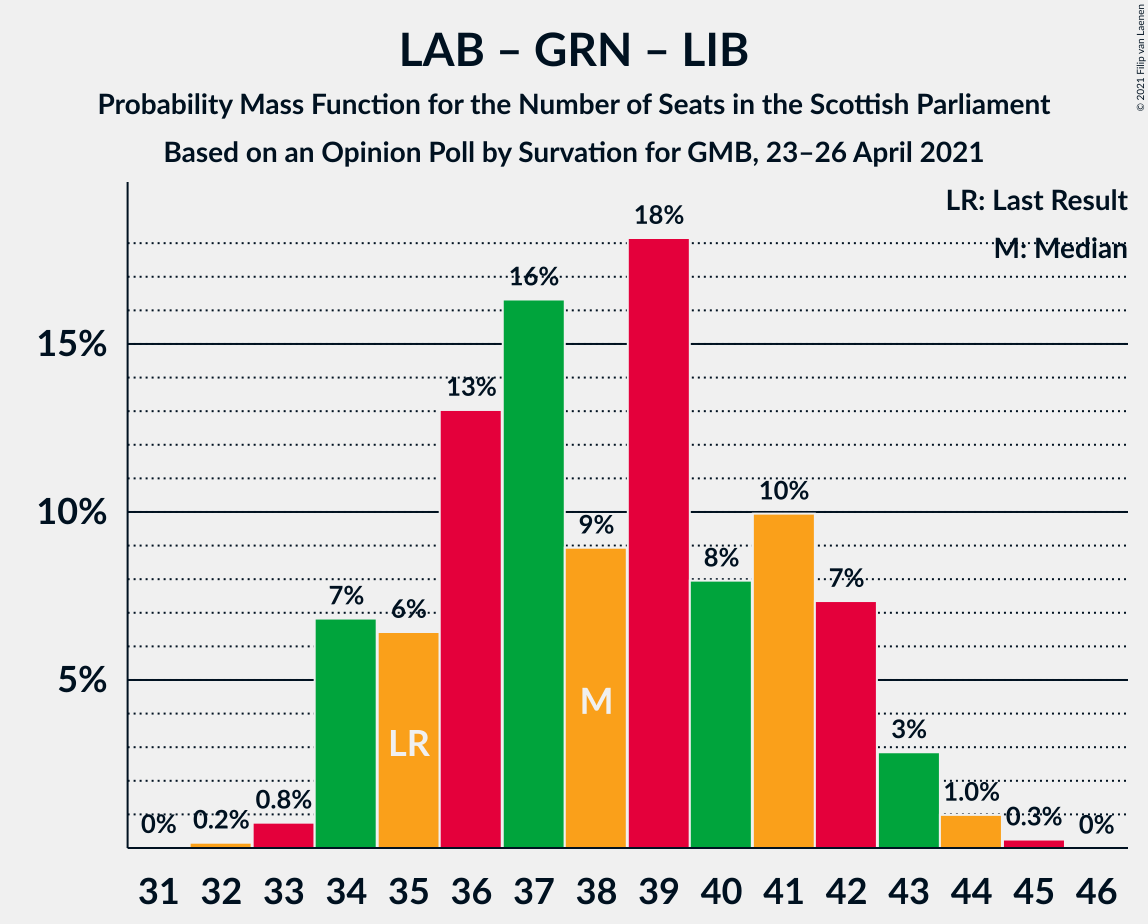 LAB – GRN – LIB
Probability Mass Function for the Number of Seats in the Scottish Parliament
Based on an Opinion Poll by Survation for GMB, 23–26 April 2021
© 2021 Filip van Laenen
LR: Last Result
M: Median
18%
16%
15%
13%
10%
10%
9%
8%
7%
7%
6%
5%
M
LR
3%
1.0%
0.8%
0.3%
0.2%
0%
0%
31 32 33 34 35 36 37 38 39 40 41 42 43 44 45 46